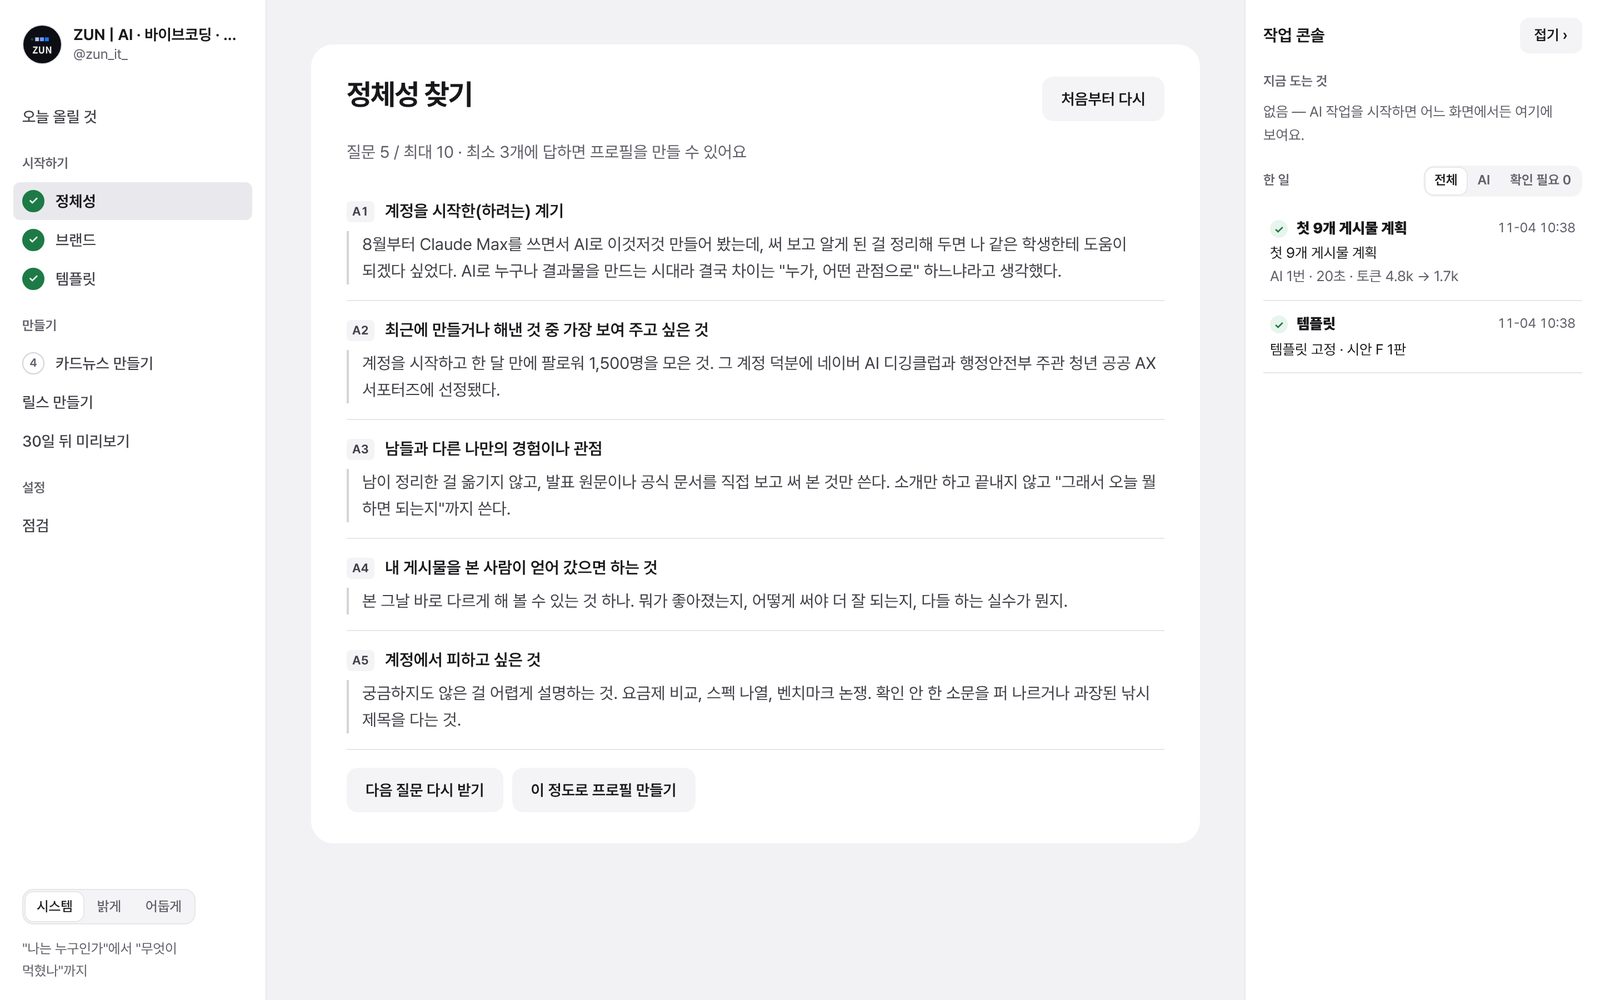 ZUN
ZUN | AI · 바이브코딩 · ...
@zun_it_
오늘 올릴 것
시작하기
정체성
브랜드
템플릿
만들기
4 카드뉴스 만들기
릴스 만들기
30일 뒤 미리보기
설정
점검
시스템 밝게 어둡게
"나는 누구인가"에서 "무엇이
먹혔나"까지
정체성 찾기
처음부터 다시
질문 5 / 최대 10 · 최소 3개에 답하면 프로필을 만들 수 있어요
A1 계정을 시작한(하려는) 계기
8월부터 Claude Max를 쓰면서 AI로 이것저것 만들어 봤는데, 써 보고 알게 된 걸 정리해 두면 나 같은 학생한테 도움이
되겠다 싶었다. AI로 누구나 결과물을 만드는 시대라 결국 차이는 "누가, 어떤 관점으로" 하느냐라고 생각했다.
A2 최근에 만들거나 해낸 것 중 가장 보여 주고 싶은 것
계정을 시작하고 한 달 만에 팔로워 1,500명을 모은 것. 그 계정 덕분에 네이버 AI 디깅클럽과 행정안전부 주관 청년 공공 AX
서포터즈에 선정됐다.
A3 남들과 다른 나만의 경험이나 관점
남이 정리한 걸 옮기지 않고, 발표 원문이나 공식 문서를 직접 보고 써 본 것만 쓴다. 소개만 하고 끝내지 않고 "그래서 오늘 뭘
하면 되는지"까지 쓴다.
A4 내 게시물을 본 사람이 얻어 갔으면 하는 것
본 그날 바로 다르게 해 볼 수 있는 것 하나. 뭐가 좋아졌는지, 어떻게 써야 더 잘 되는지, 다들 하는 실수가 뭔지.
A5 계정에서 피하고 싶은 것
궁금하지도 않은 걸 어렵게 설명하는 것. 요금제 비교, 스펙 나열, 벤치마크 논쟁. 확인 안 한 소문을 퍼 나르거나 과장된 낚시
제목을 다는 것.
다음 질문 다시 받기 이 정도로 프로필 만들기
작업 콘솔
접기 ›
지금 도는 것
없음 — AI 작업을 시작하면 어느 화면에서든 여기에
보여요.
한 일
전체 AI 확인 필요 0
첫 9개 게시물 계획 11-04 10:38
첫 9개 게시물 계획
AI 1번 · 20초 · 토큰 4.8k → 1.7k
템플릿 11-04 10:38
템플릿 고정 · 시안 F 1판